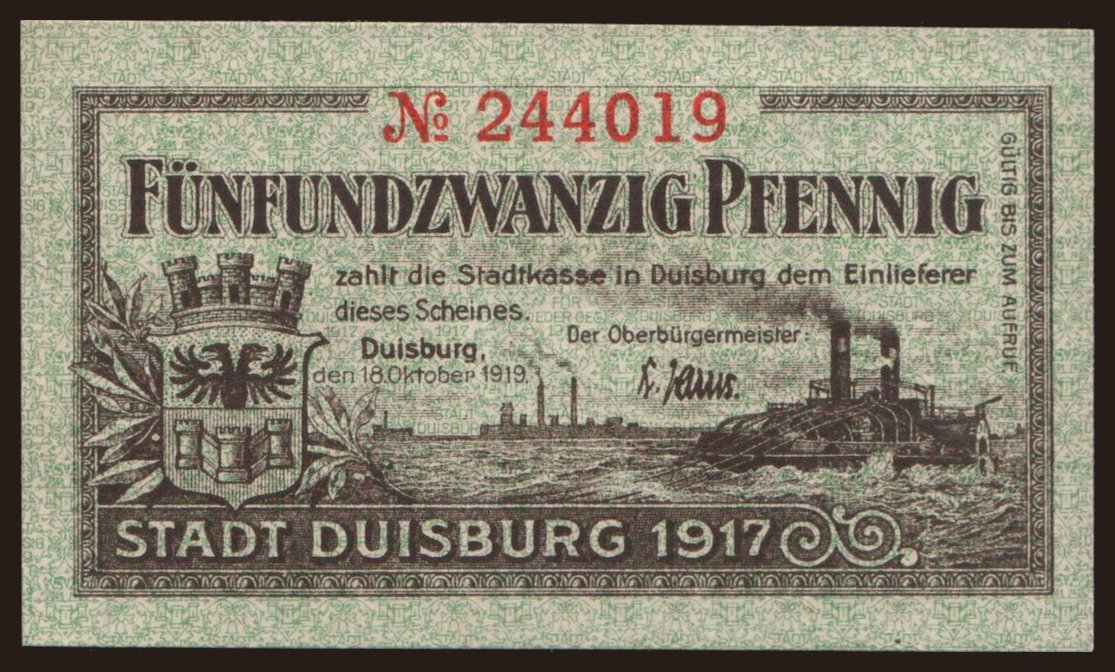 № 244019
FÜNFUNDZWANZIG PFENNIG
zahlt die Stadtkasse in Duisburg dem Einlieferer
dieses Scheines.
Der Oberbürgermeister:
Duisburg,
den 18.Oktober 1919.
GÜLTIG BIS ZUM AUFRUF.
STADT DUISBURG 1917